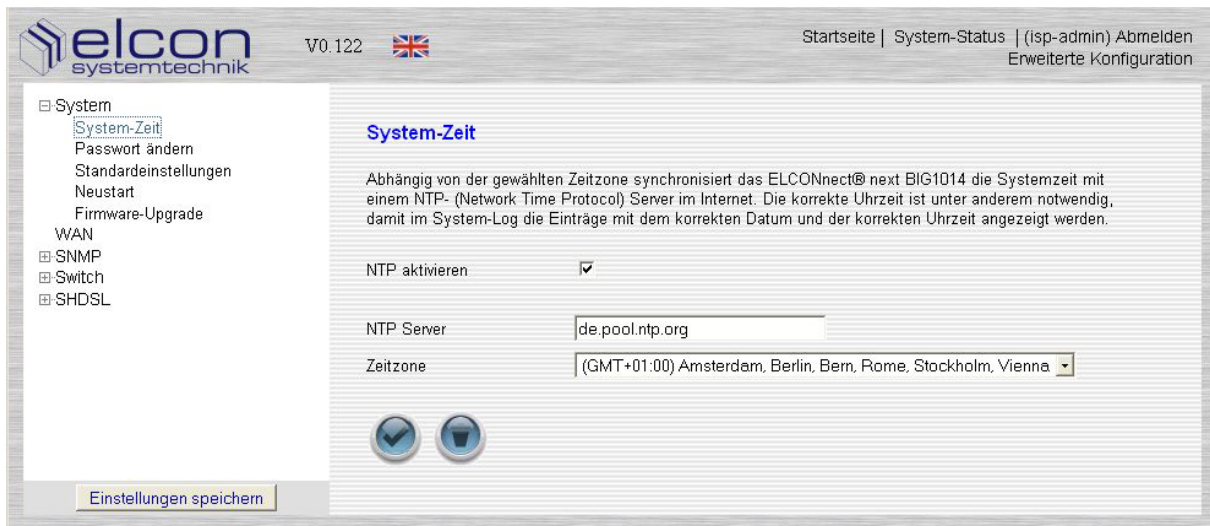 elcon
systemtechnik
V0.122
Startseite | System-Status | (isp-admin) Abmelden
Erweiterte Konfiguration
System
System-Zeit
Passwort ändern
Standardeinstellungen
Neustart
Firmware-Upgrade
WAN
SNMP
Switch
SHDSL
Einstellungen speichern
System-Zeit
Abhängig von der gewählten Zeitzone synchronisiert das ELCONnect® next BIG1014 die Systemzeit mit
einem NTP- (Network Time Protocol) Server im Internet. Die korrekte Uhrzeit ist unter anderem notwendig,
damit im System-Log die Einträge mit dem korrekten Datum und der korrekten Uhrzeit angezeigt werden.
NTP aktivieren
NTP Server de.pool.ntp.org
Zeitzone (GMT+01:00) Amsterdam, Berlin, Bern, Rome, Stockholm, Vienna